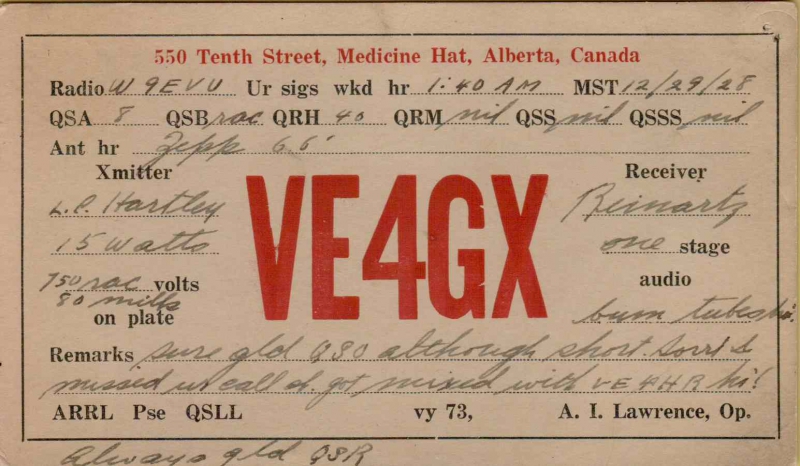 550 Tenth Street, Medicine Hat, Alberta, Canada
Radio W9EVU Ur sigs wkd hr 1:40 AM MST 12/29/28
QSA 8 QSB rac QRH 40 QRM nil QSS nil QSSS nil
Ant hr Zepp 66'
Xmitter
L.C. Hartley
15 watts
750 rac volts
80 mills
on plate
VE4GX
Receiver
Reinartz
one stage
audio
bum tubes hi.
Remarks sure gld QSO although short. Sorri I
missed ur call es. got mixed with VE4HR hi!
ARRL Pse QSLL vy 73, A. I. Lawrence, Op.
Always gld QSR